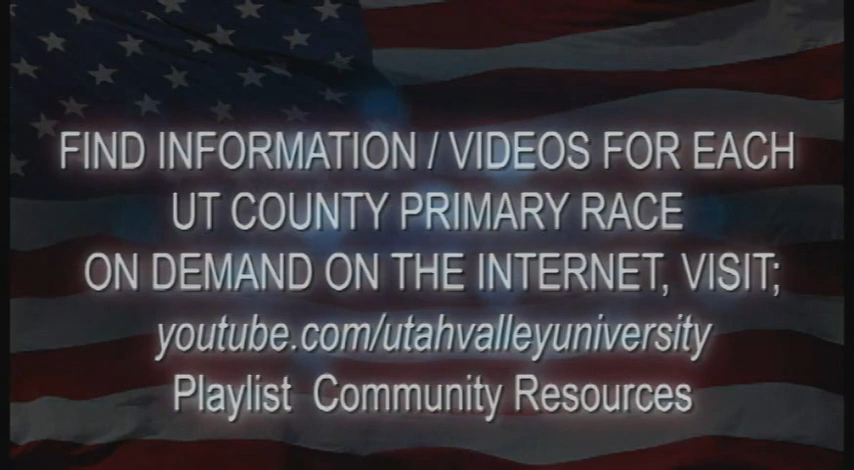 FIND INFORMATION / VIDEOS FOR EACH
UT COUNTY PRIMARY RACE
ON DEMAND ON THE INTERNET, VISIT;
youtube.com/utahvalleyuniversity
Playlist Community Resources